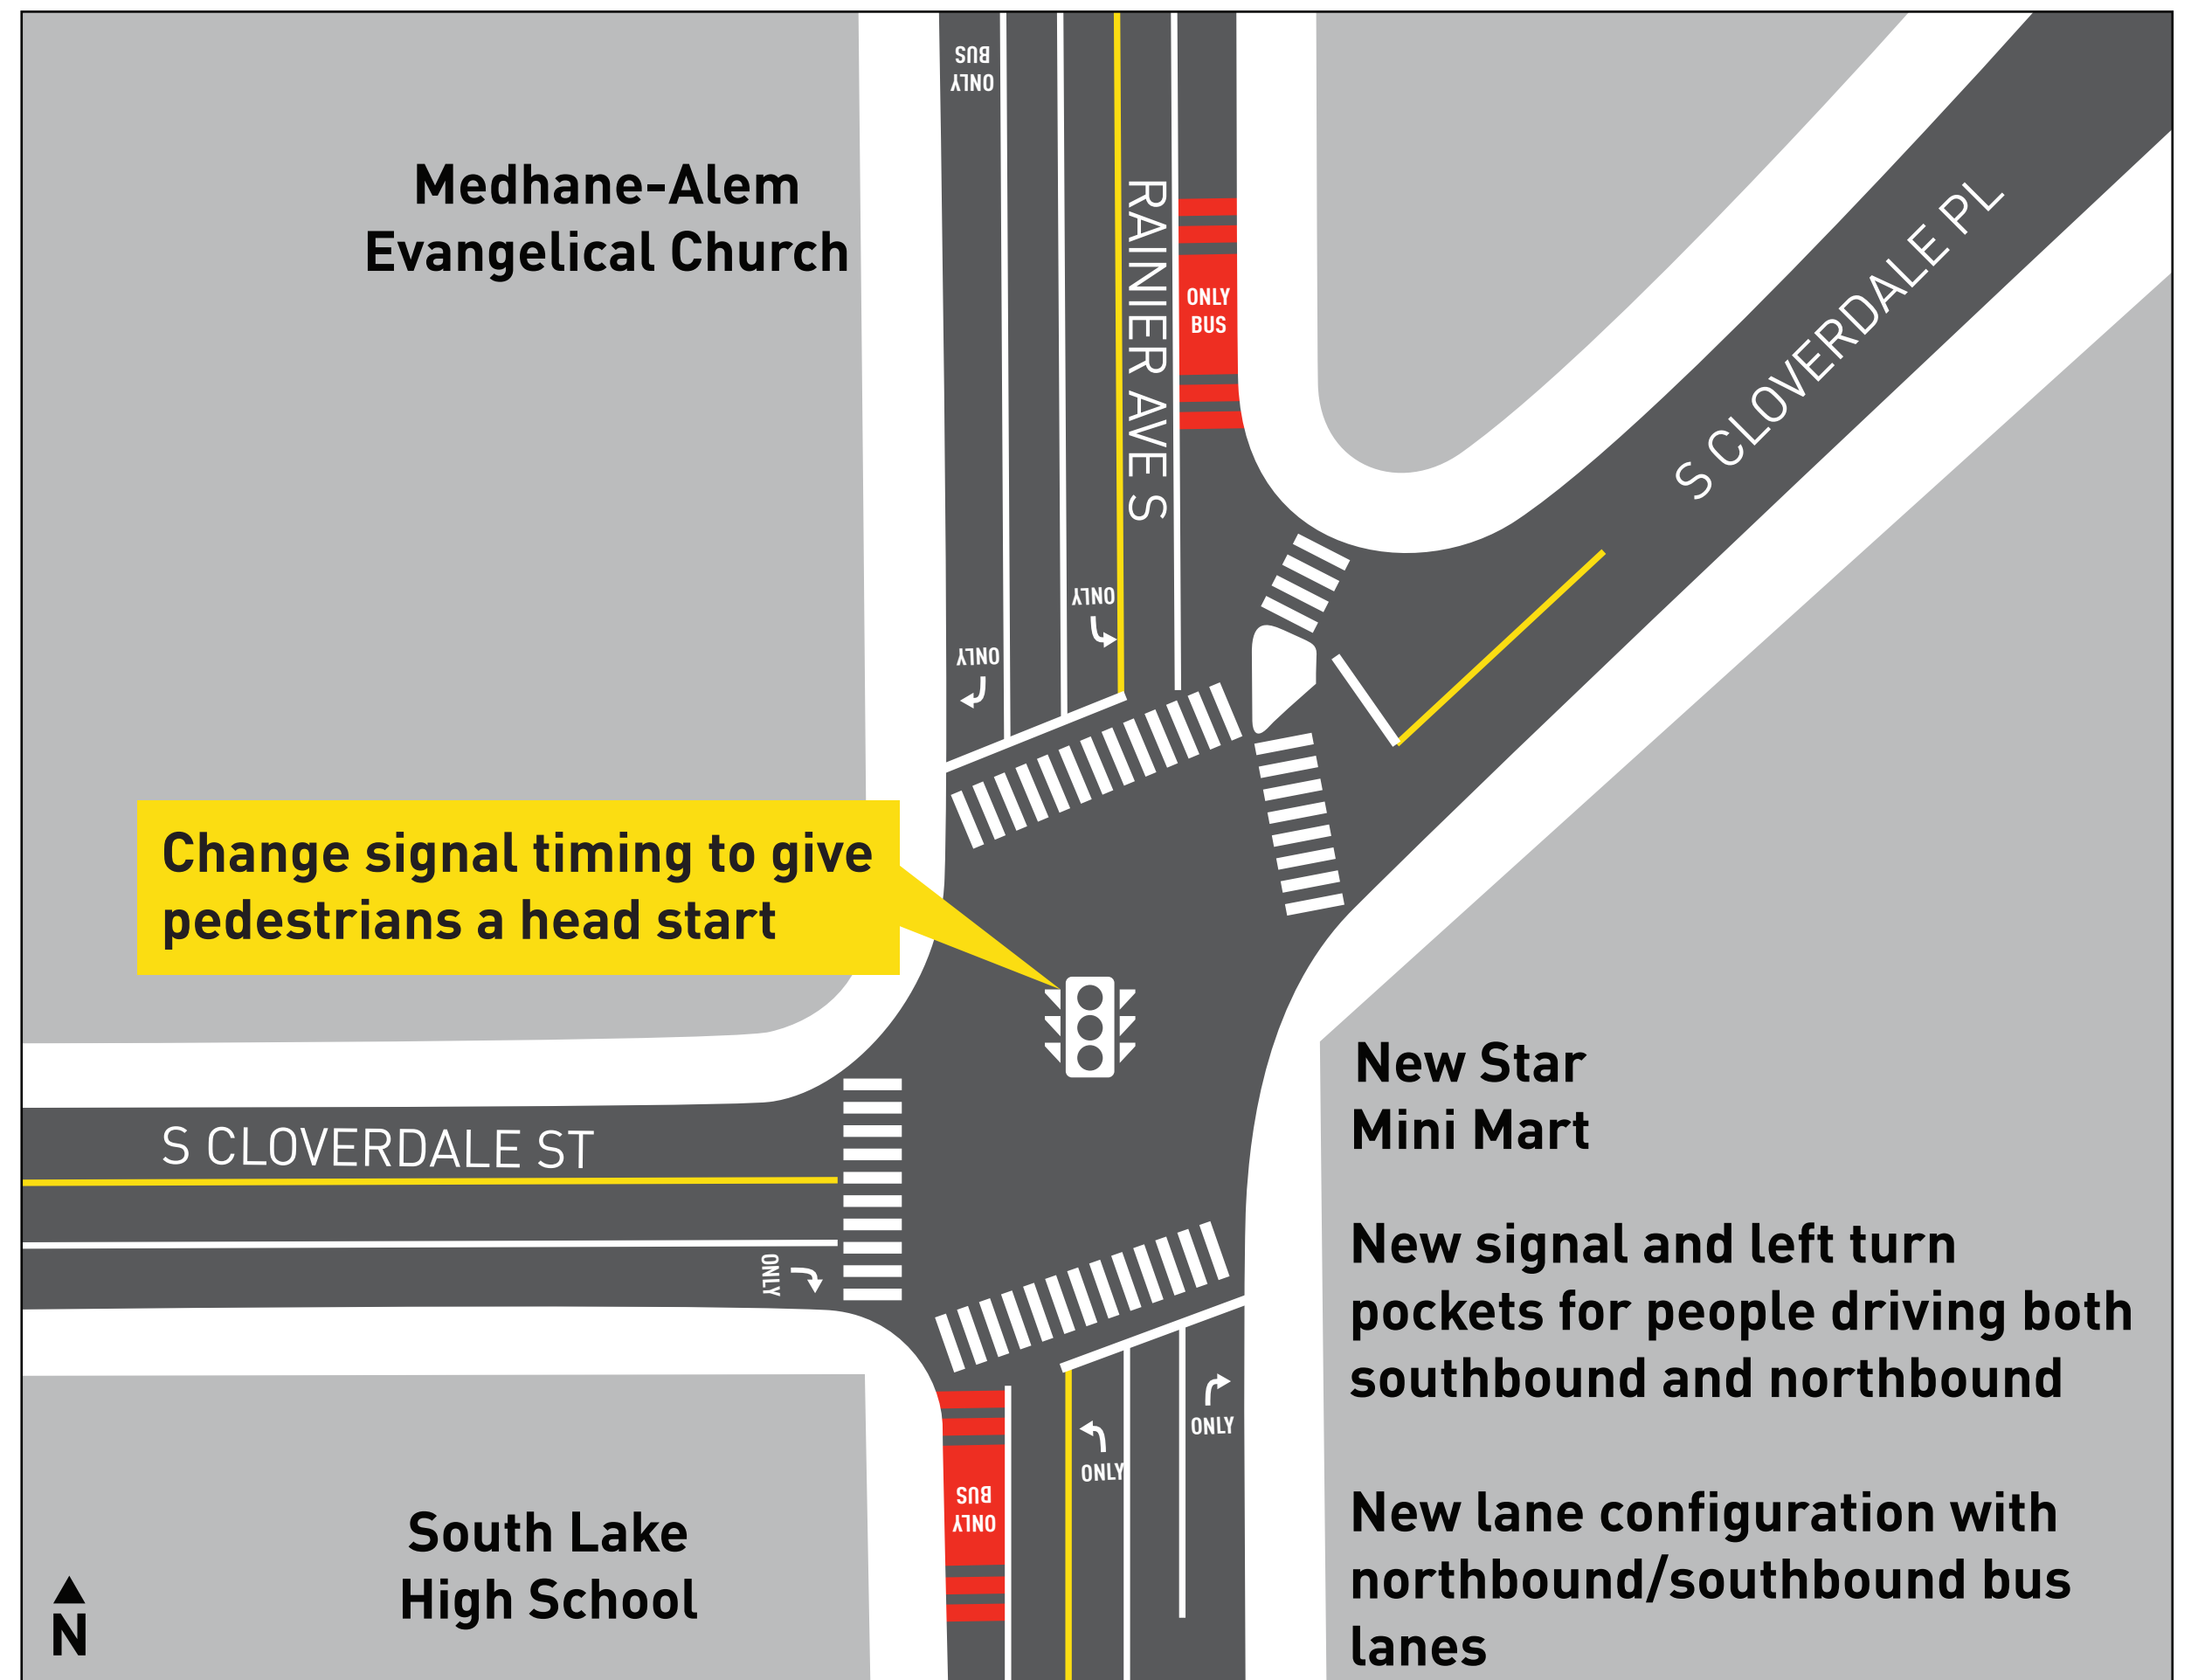 BUS
ONLY
Medhane-Alem
Evangelical Church
RAINIER AVE S
ONLY
BUS
S CLOVERDALE PL
ONLY
ONLY
Change signal timing to give
pedestrians a head start
New Star
Mini Mart
S CLOVERDALE ST
ONLY
New signal and left turn
pockets for people driving both
southbound and northbound
ONLY
ONLY
BUS
ONLY
South Lake
High School
New lane configuration with
northbound/southbound bus
lanes
N